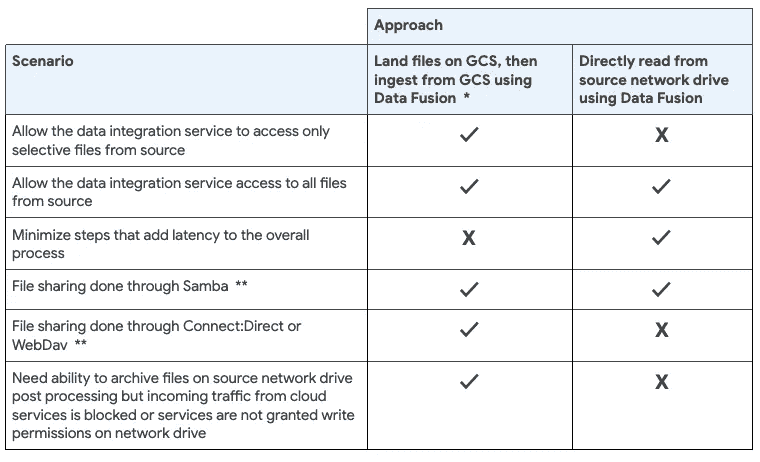 Approach
Scenario
Land files on GCS, then
ingest from GCS using
Data Fusion *
Directly read from
source network drive
using Data Fusion
Allow the data integration service to access only
selective files from source
✓
X
Allow the data integration service access to all files
from source
✓
✓
Minimize steps that add latency to the overall
process
X
✓
File sharing done through Samba **
✓
✓
File sharing done through Connect:Direct or
WebDav **
✓
X
Need ability to archive files on source network drive
post processing but incoming traffic from cloud
services is blocked or services are not granted write
permissions on network drive
✓
X